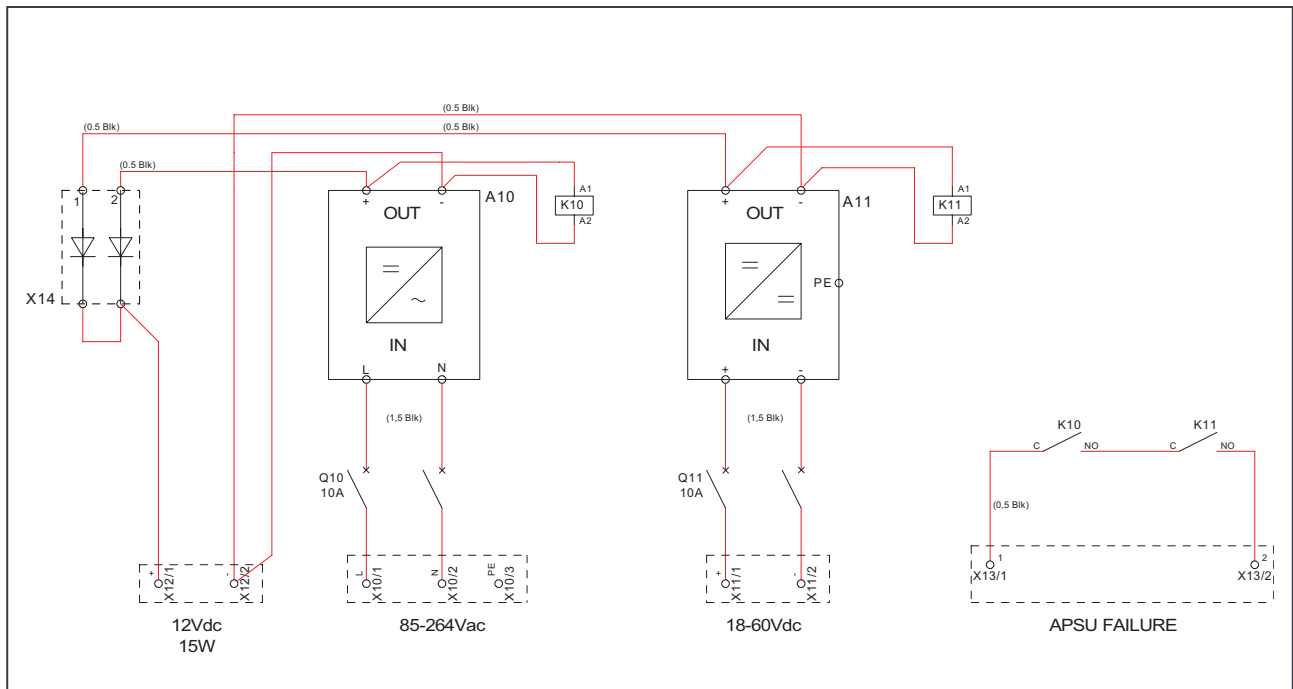 (0.5 Blk)
(0.5 Blk)
(0.5 Blk)
(0.5 Blk)
1
2
X14
+
-
A10
OUT
IN
L
N
A1
K10
A2
+
-
A11
OUT
PE
IN
+
-
A1
K11
A2
(1,5 Blk)
(1,5 Blk)
Q10
10A
Q11
10A
K10
C
NO
K11
C
NO
(0,5 Blk)
+
X12/1
-
X12/2
L
X10/1
N
X10/2
PE
X10/3
+
X11/1
-
X11/2
1
X13/1
2
X13/2
12Vdc
15W
85-264Vac
18-60Vdc
APSU FAILURE